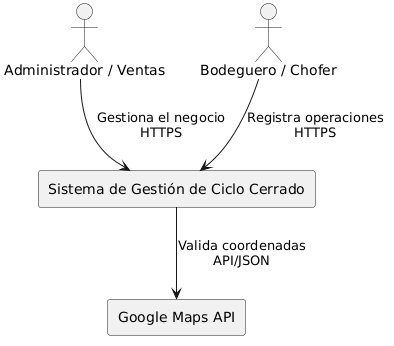 Administrador / Ventas
Bodeguero / Chofer
Gestiona el negocio
HTTPS
Registra operaciones
HTTPS
Sistema de Gestión de Ciclo Cerrado
Valida coordenadas
API/JSON
Google Maps API